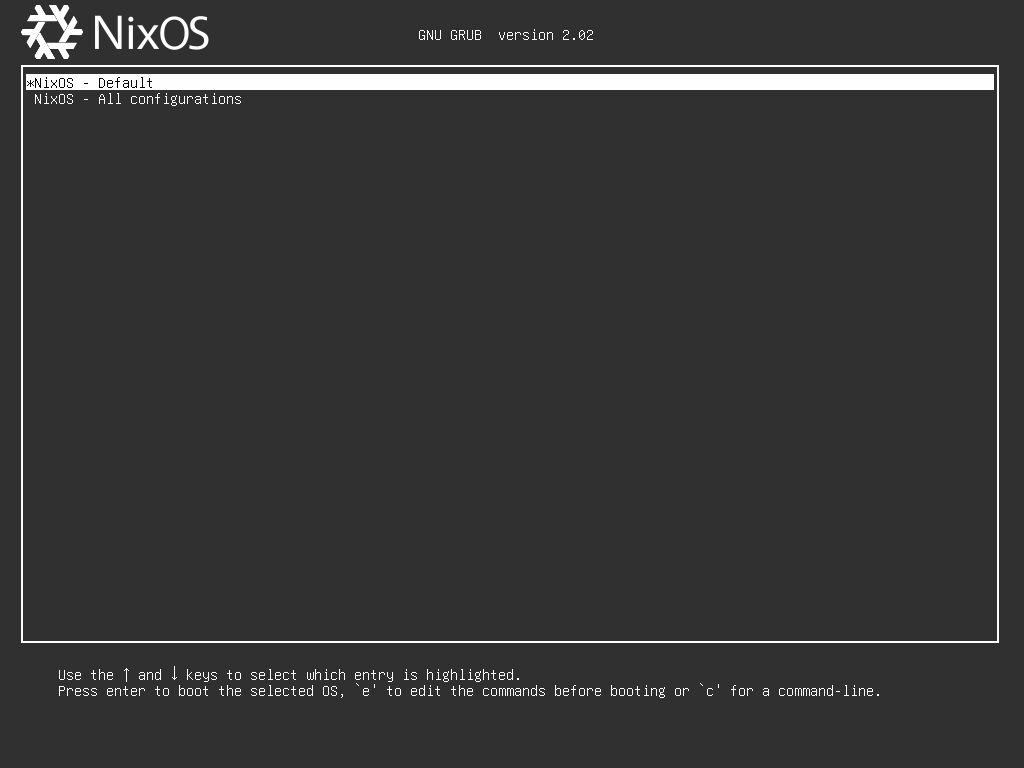 NixOS
GNU GRUB  version 2.02
*NixOS - Default
NixOS - All configurations
Use the ↑ and ↓ keys to select which entry is highlighted.
Press enter to boot the selected OS, `e' to edit the commands before booting or `c' for a command-line.